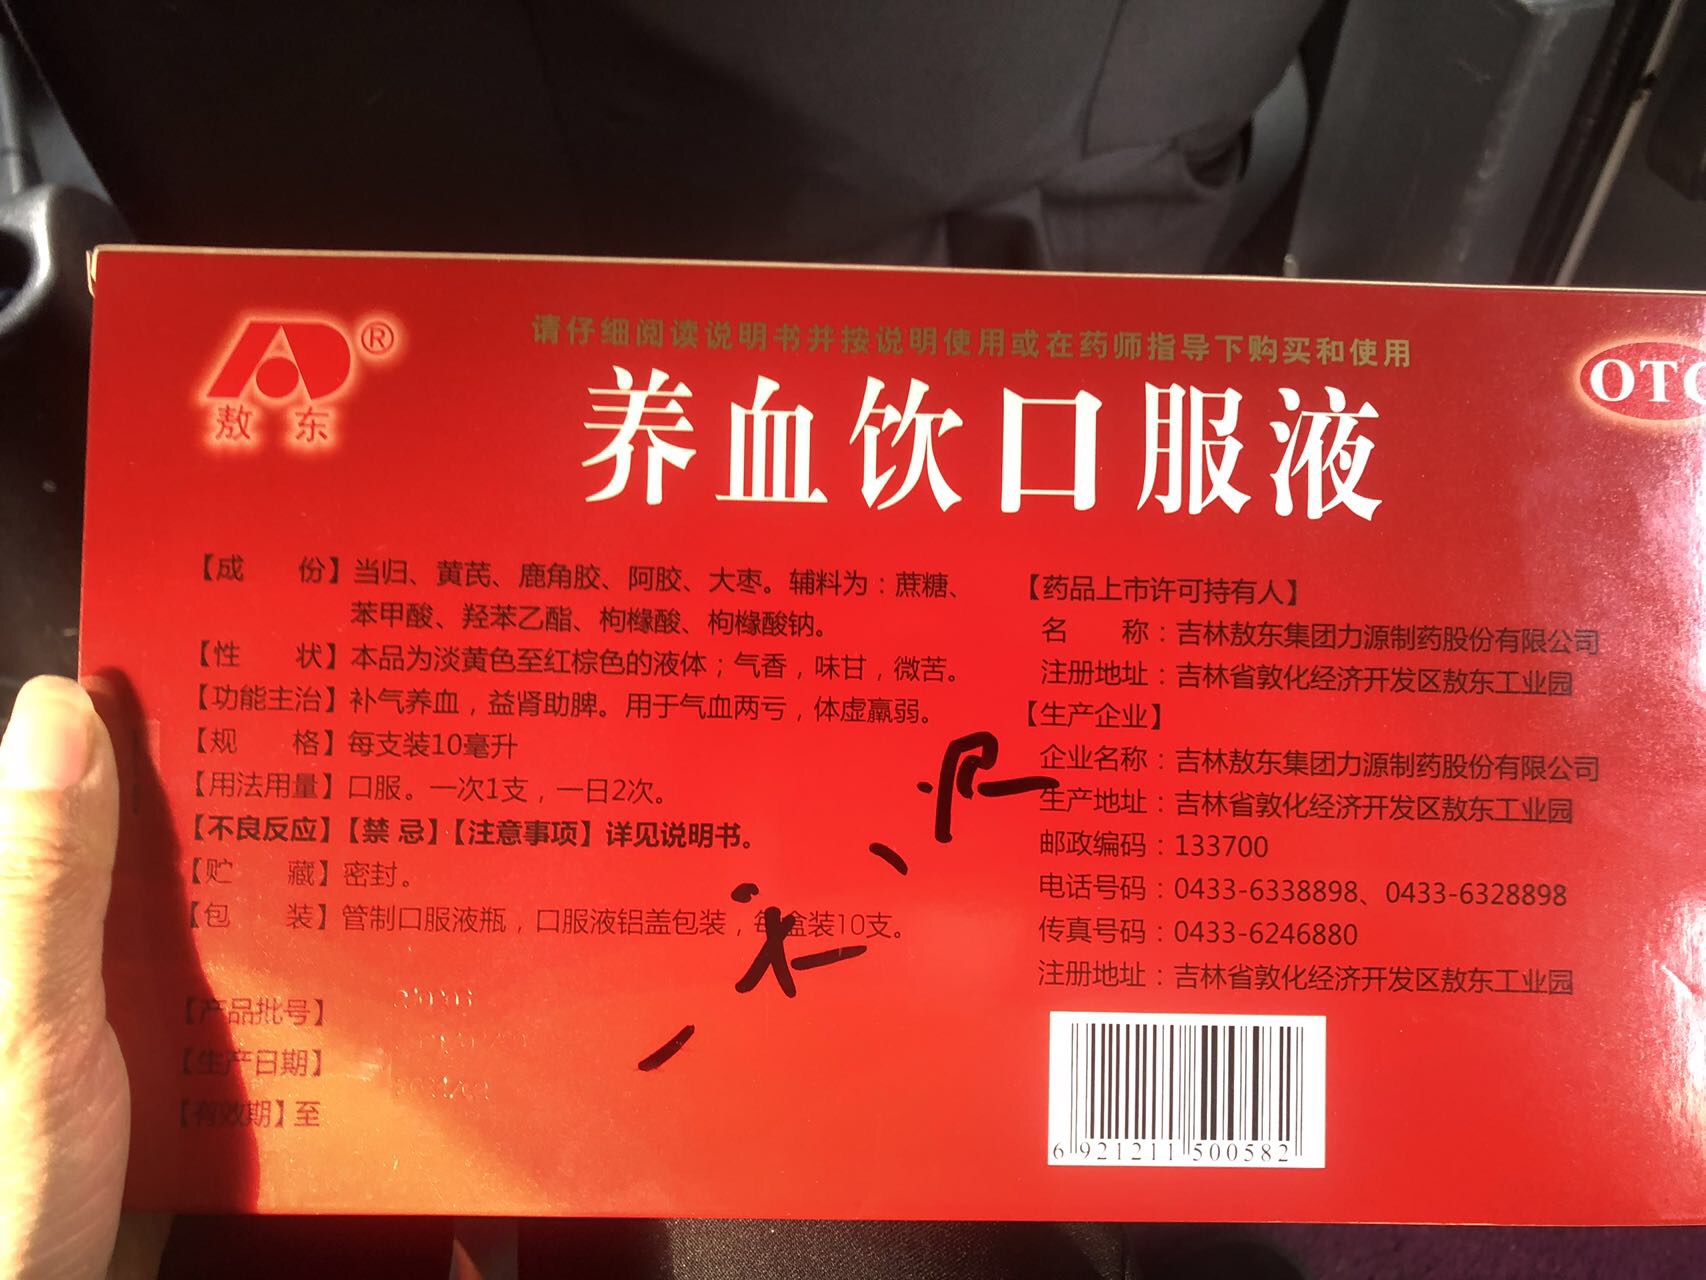 请仔细阅读说明书并按说明使用或在药师指导下购买和使用
敖东
®
养血饮口服液
【成 份】当归、黄芪、鹿角胶、阿胶、大枣。辅料为：蔗糖、
苯甲酸、羟苯乙酯、枸橼酸、枸橼酸钠。
【性 状】本品为淡黄色至红棕色的液体；气香，味甘，微苦。
【功能主治】补气养血，益肾助脾。用于气血两亏，体虚羸弱。
【规 格】每支装10毫升
【用法用量】口服。一次1支，一日2次。
【不良反应】【禁 忌】【注意事项】详见说明书。
【贮 藏】密封。
【包 装】管制口服液瓶，口服液铝盖包装，每盒装10支。
【产品批号】
【生产日期】
【有效期】至
【药品上市许可持有人】
名 称：吉林敖东集团力源制药股份有限公司
注册地址：吉林省敦化经济开发区敖东工业园
【生产企业】
企业名称：吉林敖东集团力源制药股份有限公司
生产地址：吉林省敦化经济开发区敖东工业园
邮政编码：133700
电话号码：0433-6338898、0433-6328898
传真号码：0433-6246880
注册地址：吉林省敦化经济开发区敖东工业园
6 921211 500582